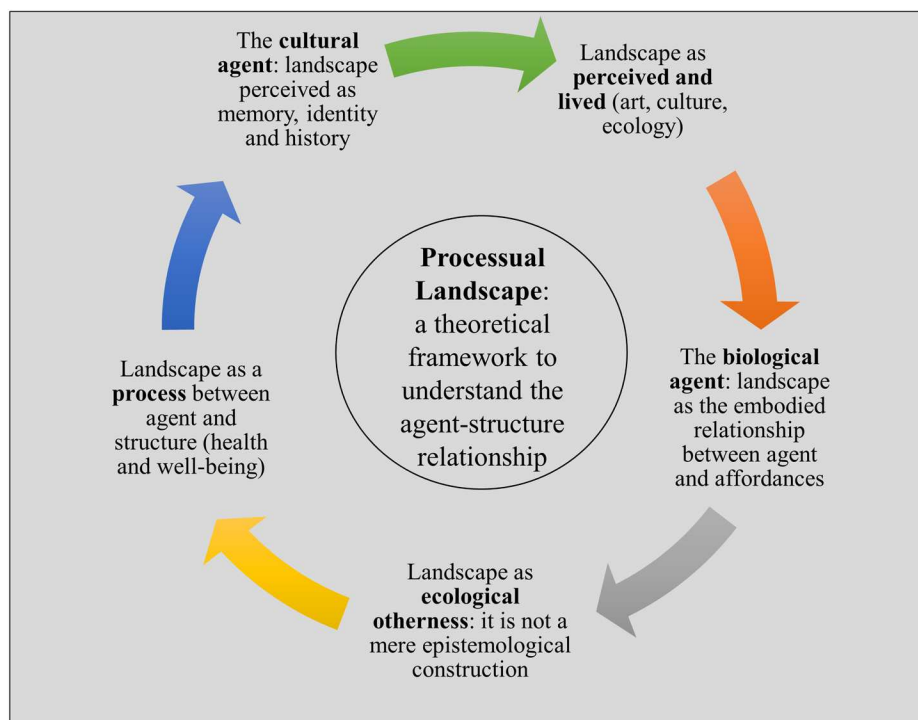 The cultural
agent: landscape
perceived as
memory, identity
and history
Landscape as
perceived and
lived (art, culture,
ecology)
Processual
Landscape:
a theoretical
framework to
understand the
agent-structure
relationship
The biological
agent: landscape
as the embodied
relationship
between agent
and affordances
Landscape as
ecological
otherness: it is not a
mere epistemological
construction
Landscape as a
process between
agent and
structure (health
and well-being)